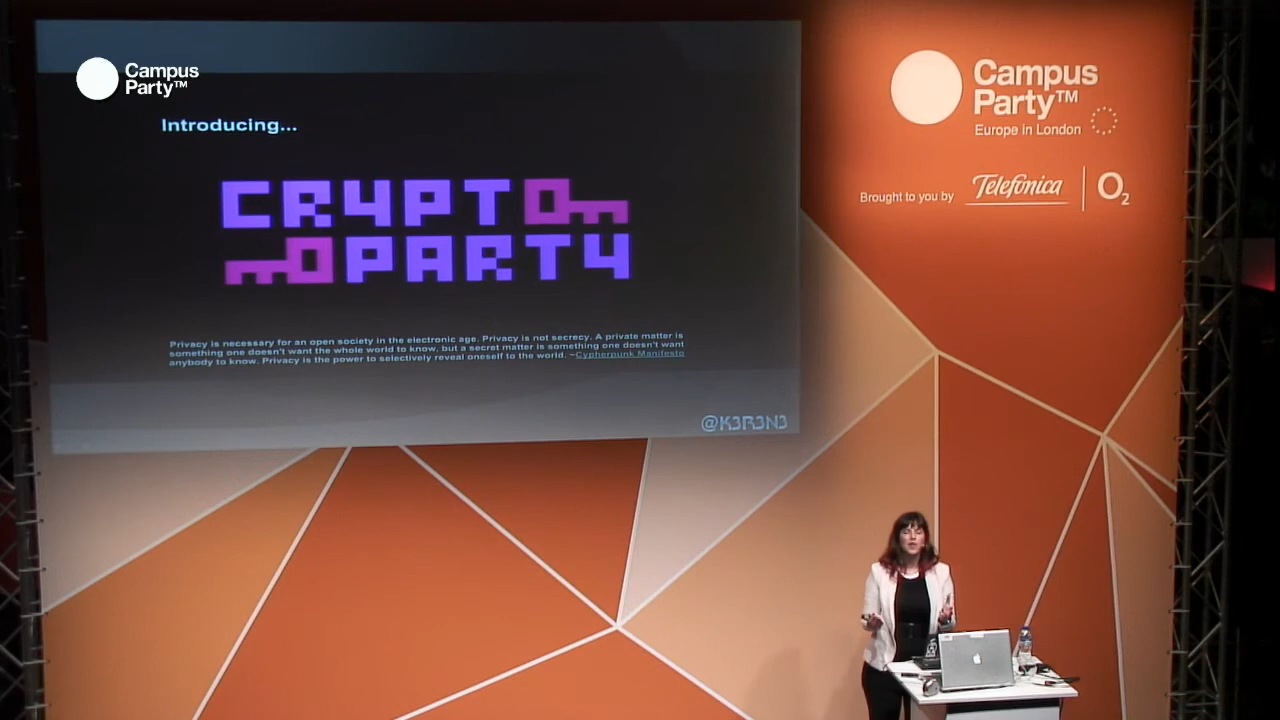 Campus
Party™
Introducing...
CRYPTO
PARTY
Privacy is necessary for an open society in the electronic age. Privacy is not secrecy. A private matter is
something one doesn't want the whole world to know, but a secret matter is something one doesn't want
anybody to know. Privacy is the power to selectively reveal oneself to the world. ~Cypherpunk Manifesto
@K3R3N3
Campus
Party™
Europe in London
Brought to you by
Telefónica
O2